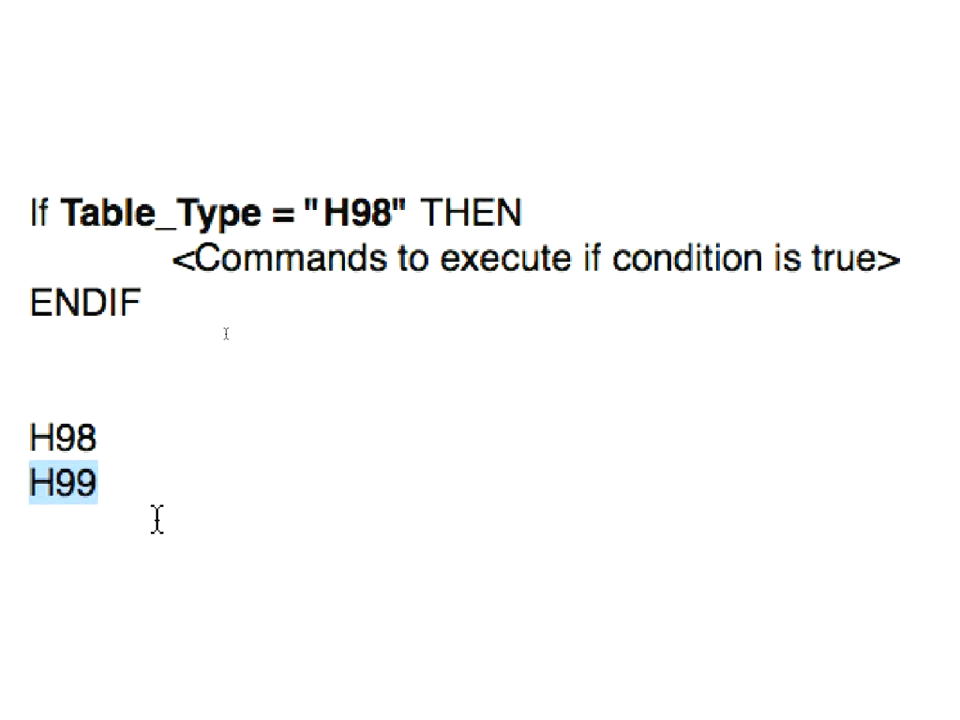 If Table_Type = "H98" THEN
<Commands to execute if condition is true>
ENDIF
H98
H99